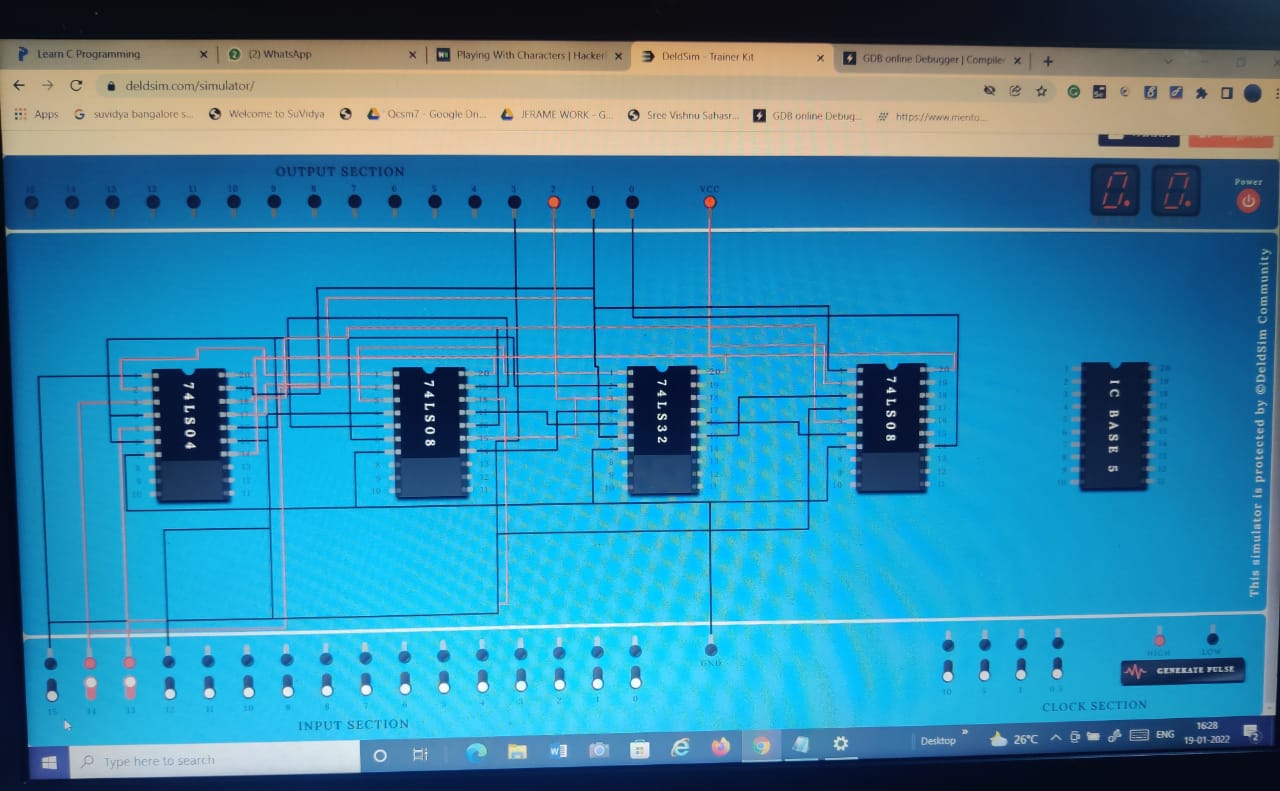 Learn C Programming
(2) WhatsApp
Playing With Characters | HackerI
DeldSim - Trainer Kit
GDB online Debugger | Compiler
deldsim.com/simulator/
Apps
suvidya bangalore s...
Welcome to SuVidya
Qcsm7 - Google Dri...
JFRAME WORK - G...
Sree Vishnu Sahasr...
GDB online Debug...
https://www.mento...
OUTPUT SECTION
15 14 13 12 11 10 9 8 7 6 5 4 3 2 1 0 VCC
0. 0.
Power
74LS04
74LS08
74LS32
74LS08
IC BASE 5
This simulator is protected by ©DeldSim Community
GND
15 14 13 12 11 10 9 8 7 6 5 4 3 2 1 0
INPUT SECTION
HIGH LOW
GENERATE PULSE
10 5 1 0.5
CLOCK SECTION
Type here to search
Desktop
26°C
ENG
16:28
19-01-2022
2